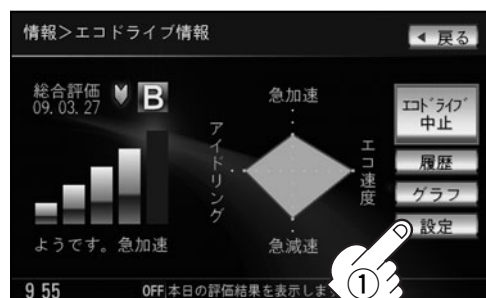 情報>エコドライブ情報
◀ 戻る
総合評価
09.03.27
B
急加速
アイドリング
エコ速度
急減速
ｴｺﾄﾞﾗｲﾌﾞ
中止
履歴
グラフ
設定
ようです。急加速
①
9 55
OFF 本日の評価結果を表示しま